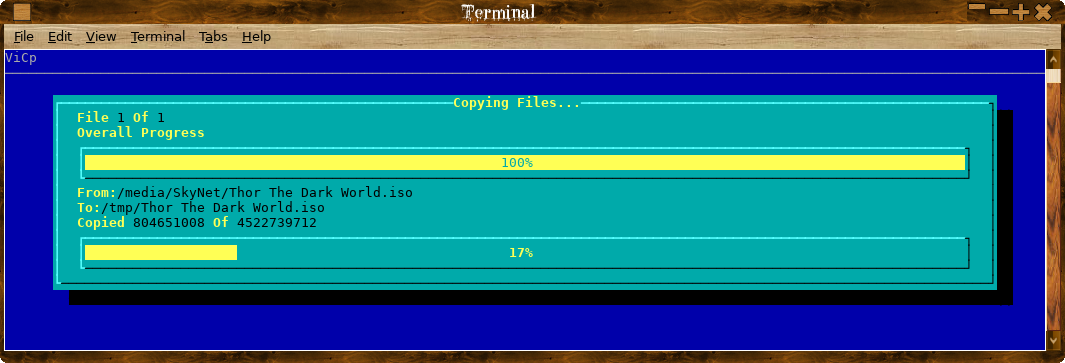 Terminal
File Edit View Terminal Tabs Help
ViCp
Copying Files...
File 1 Of 1
Overall Progress
100%
From:/media/SkyNet/Thor The Dark World.iso
To:/tmp/Thor The Dark World.iso
Copied 804651008 Of 4522739712
17%